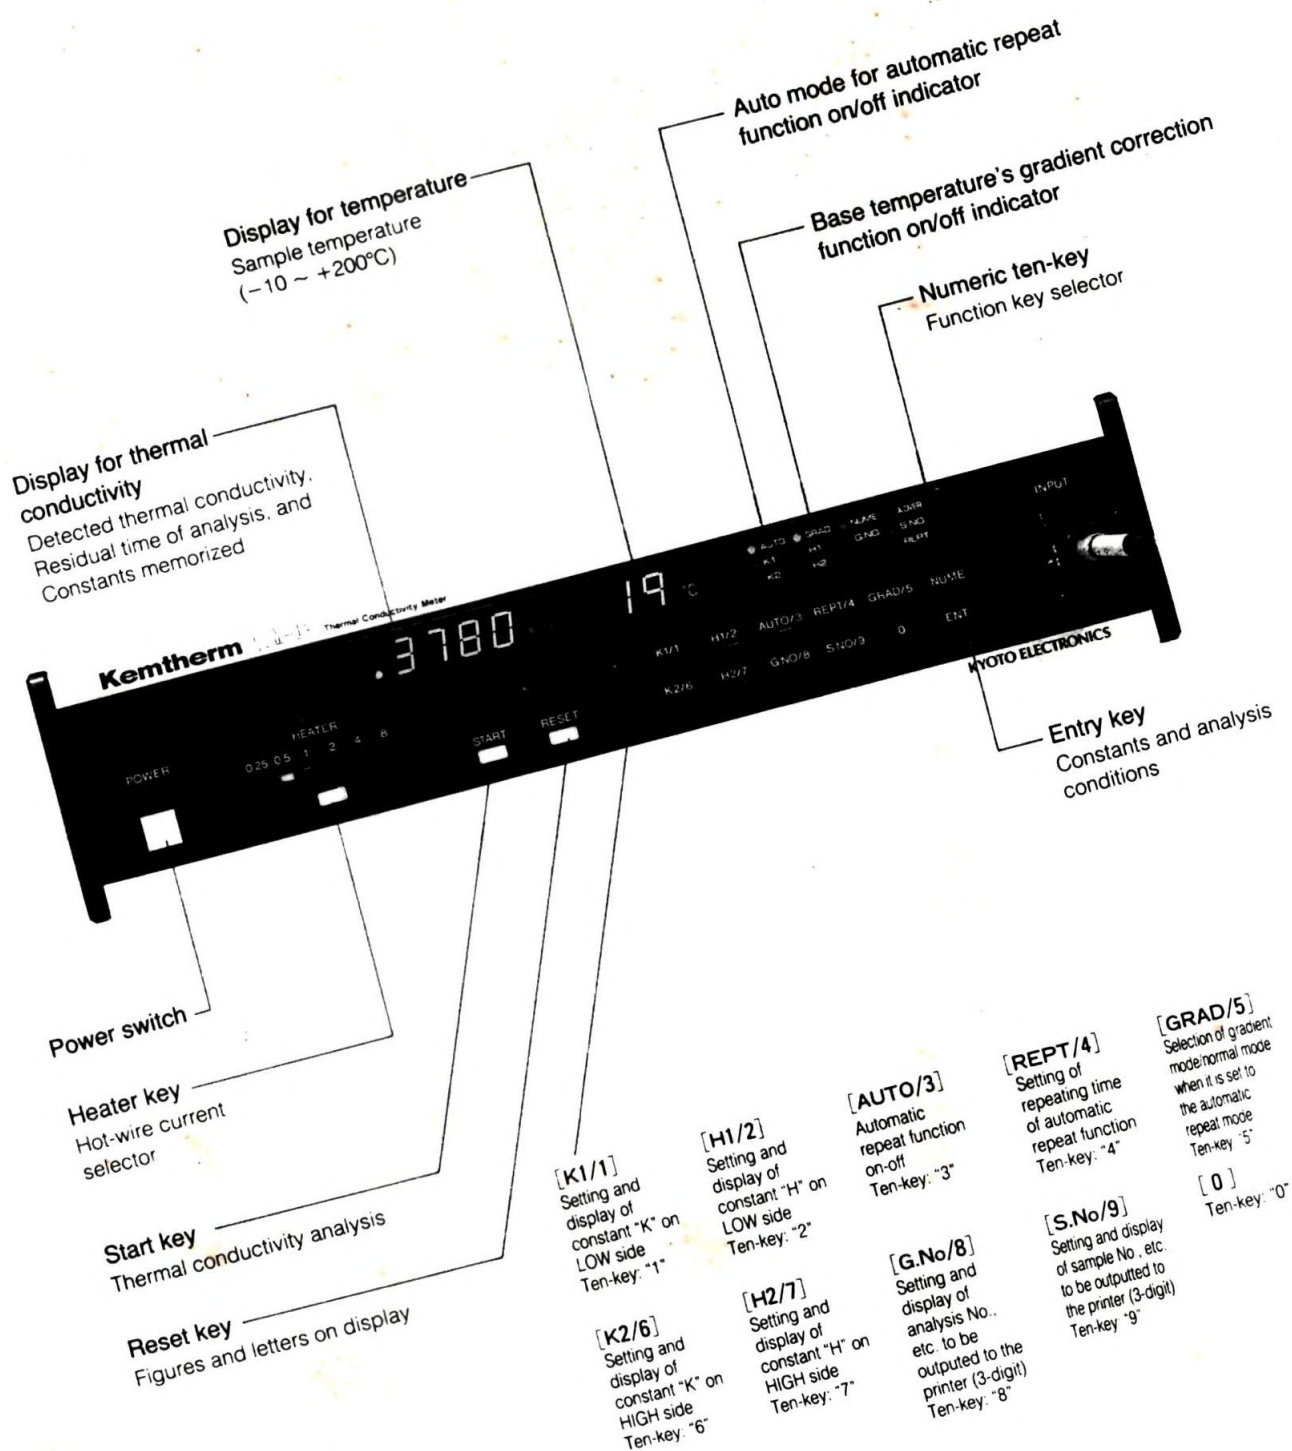 Auto mode for automatic repeat
function on/off indicator
Base temperature's gradient correction
function on/off indicator
Numeric ten-key
Function key selector
Display for temperature
Sample temperature
(−10 ~ +200°C)
Display for thermal
conductivity
Detected thermal conductivity,
Residual time of analysis, and
Constants memorized
Kemtherm
Thermal Conductivity Meter
.3780
19 °C
AUTO GRAD NUME
K1 H1 G.NO S.NO
K2 H2 REPT
INPUT
K1/1 H1/2 AUTO/3 REPT/4 GRAD/5 NUME
K2/6 H2/7 G.NO/8 S.NO/9 0 ENT
KYOTO ELECTRONICS
POWER
HEATER
0.25 0.5 1 2 4 8
START
RESET
Entry key
Constants and analysis
conditions
Power switch
Heater key
Hot-wire current
selector
Start key
Thermal conductivity analysis
Reset key
Figures and letters on display
[K1/1]
Setting and
display of
constant "K" on
LOW side
Ten-key: "1"
[H1/2]
Setting and
display of
constant "H" on
LOW side
Ten-key: "2"
[AUTO/3]
Automatic
repeat function
on-off
Ten-key: "3"
[REPT/4]
Setting of
repeating time
of automatic
repeat function
Ten-key: "4"
[GRAD/5]
Selection of gradient
mode/normal mode
when it is set to
the automatic
repeat mode
Ten-key "5"
[K2/6]
Setting and
display of
constant "K" on
HIGH side
Ten-key: "6"
[H2/7]
Setting and
display of
constant "H" on
HIGH side
Ten-key: "7"
[G.No/8]
Setting and
display of
analysis No.,
etc. to be
outputed to the
printer (3-digit)
Ten-key: "8"
[S.No/9]
Setting and display
of sample No., etc.
to be outputted to
the printer (3-digit)
Ten-key "9"
[0]
Ten-key: "0"